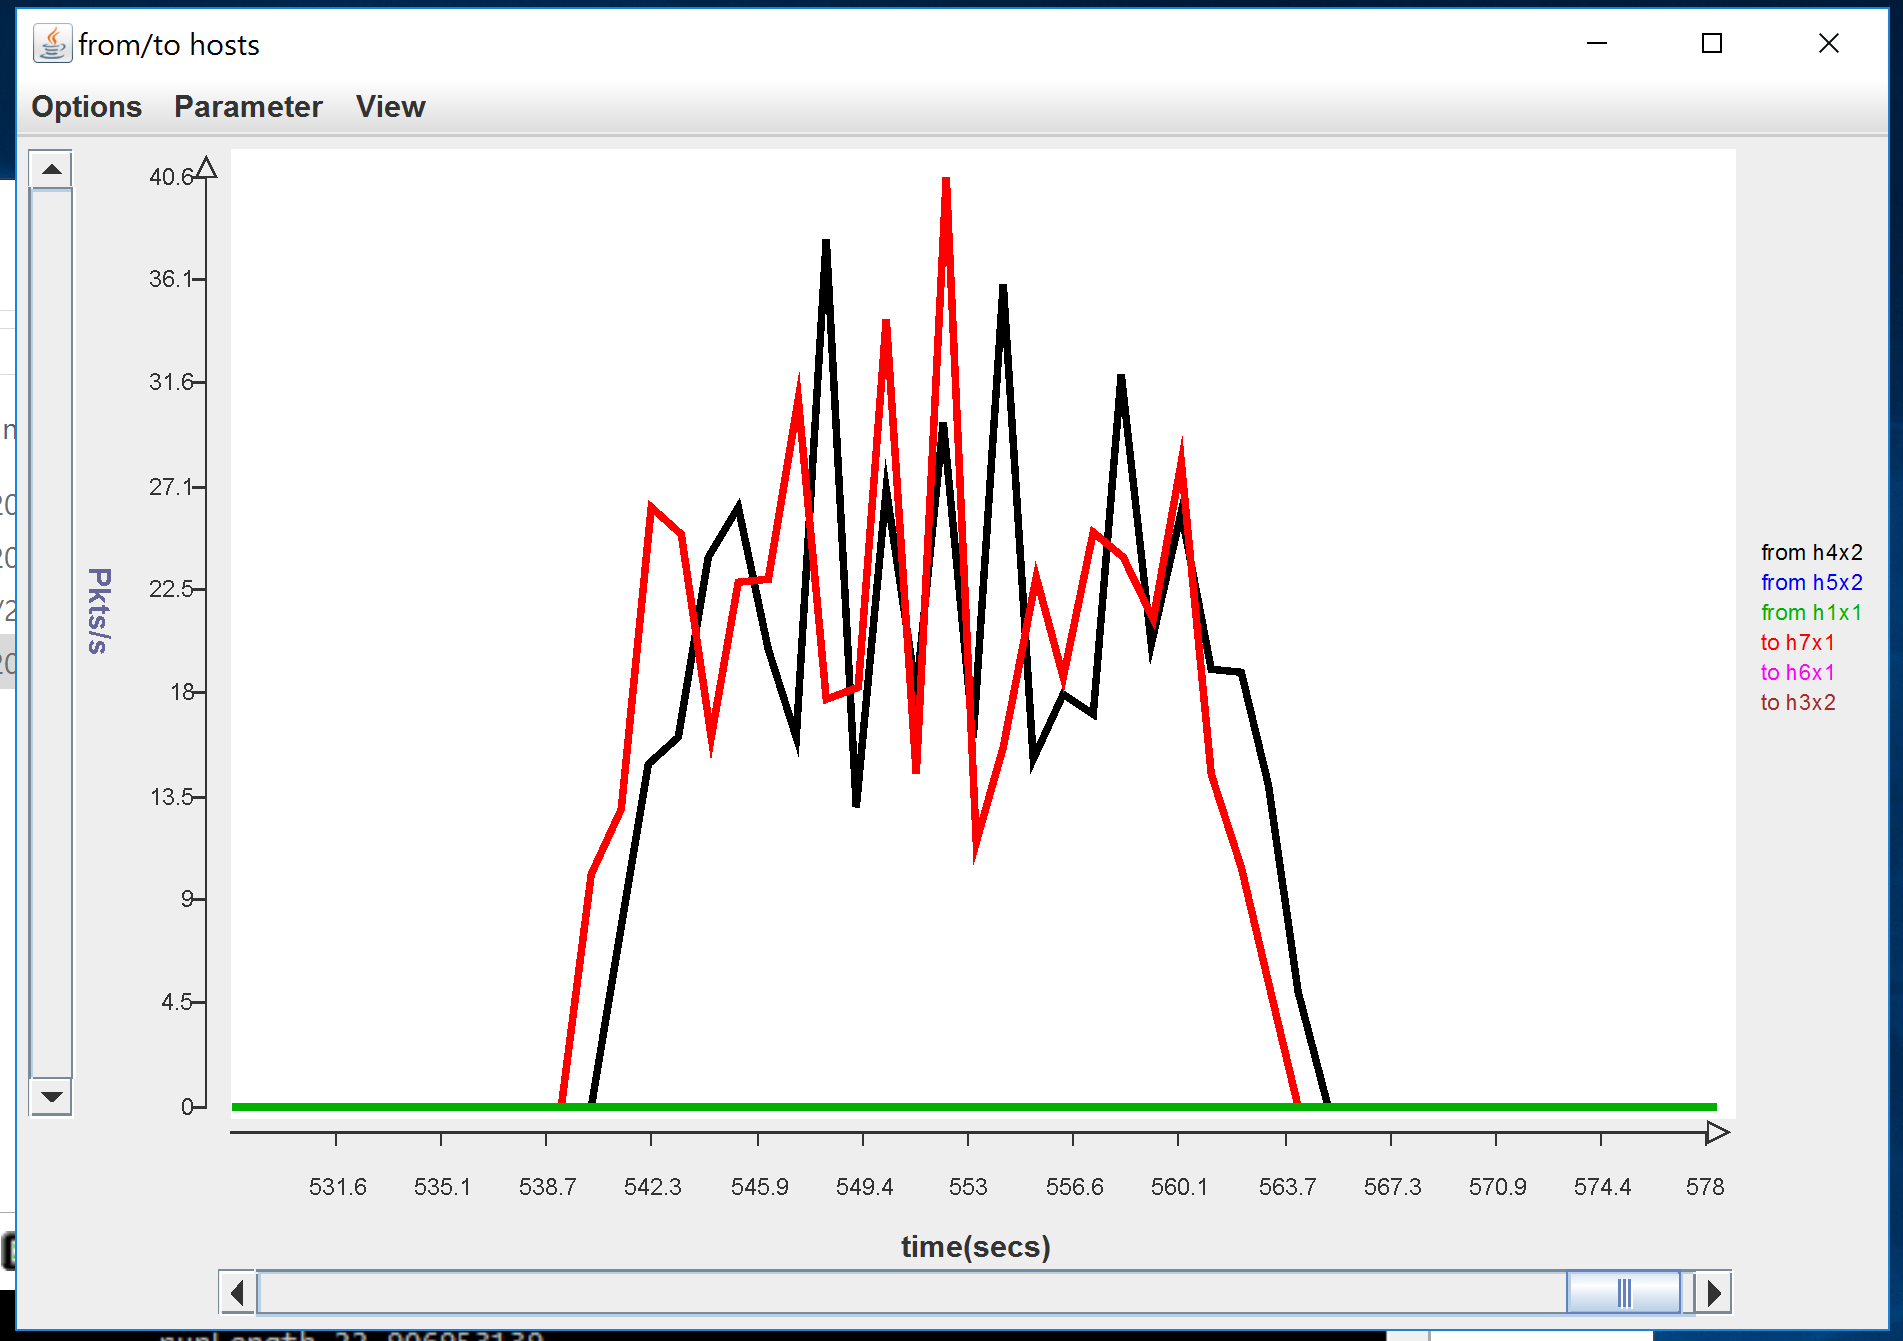 from/to hosts
Options Parameter View
40.6
36.1
31.6
27.1
22.5
18
13.5
9
4.5
0
Pkts/s
from h4x2
from h5x2
from h1x1
to h7x1
to h6x1
to h3x2
531.6 535.1 538.7 542.3 545.9 549.4 553 556.6 560.1 563.7 567.3 570.9 574.4 578
time(secs)